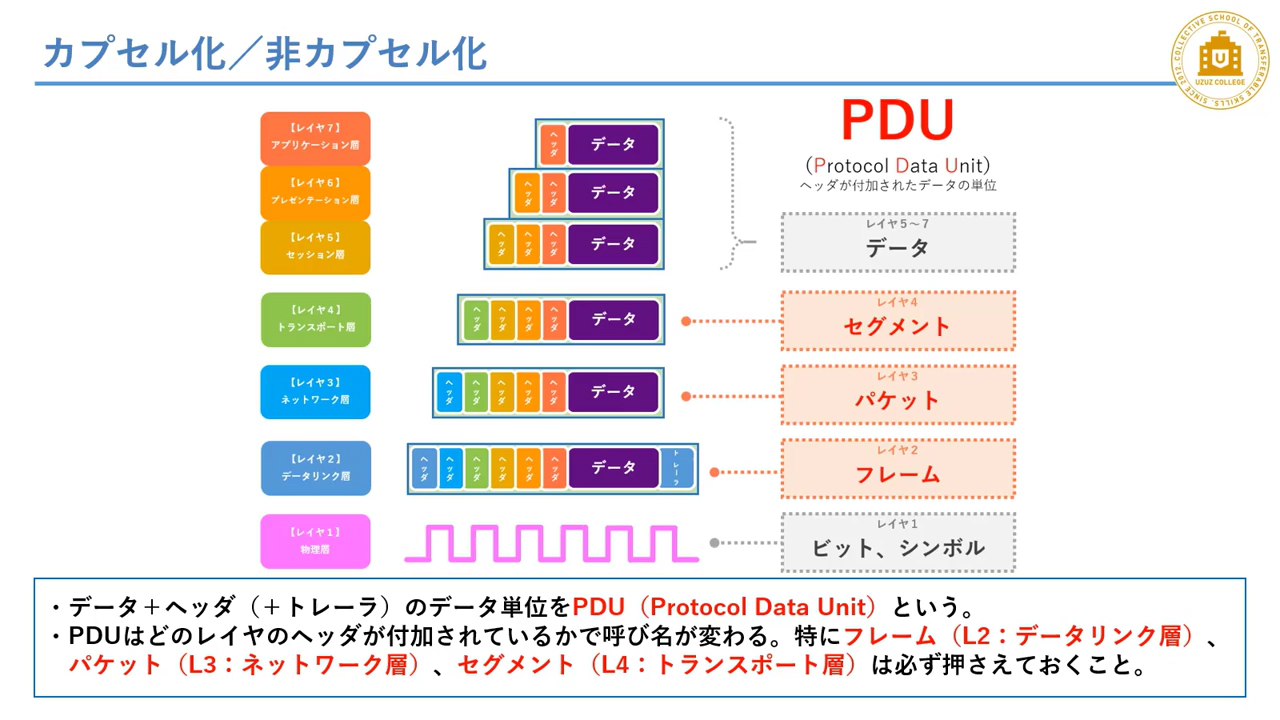 カプセル化／非カプセル化
COLLECTIVE SCHOOL OF TRANSFERABLE SKILLS. SINCE 2012.
U
UZUZ COLLEGE
PDU
（Protocol Data Unit）
ヘッダが付加されたデータの単位
【レイヤ７】
アプリケーション層
ヘッダ データ
【レイヤ６】
プレゼンテーション層
ヘッダ ヘッダ データ
【レイヤ５】
セッション層
ヘッダ ヘッダ ヘッダ データ
レイヤ５～７
データ
【レイヤ４】
トランスポート層
ヘッダ ヘッダ ヘッダ ヘッダ データ
レイヤ4
セグメント
【レイヤ３】
ネットワーク層
ヘッダ ヘッダ ヘッダ ヘッダ ヘッダ データ
レイヤ3
パケット
【レイヤ２】
データリンク層
ヘッダ ヘッダ ヘッダ ヘッダ ヘッダ ヘッダ データ トレーラ
レイヤ2
フレーム
【レイヤ１】
物理層
レイヤ1
ビット、シンボル
・データ＋ヘッダ（＋トレーラ）のデータ単位をPDU（Protocol Data Unit）という。
・PDUはどのレイヤのヘッダが付加されているかで呼び名が変わる。特にフレーム（L2：データリンク層）、
パケット（L3：ネットワーク層）、セグメント（L4：トランスポート層）は必ず押さえておくこと。